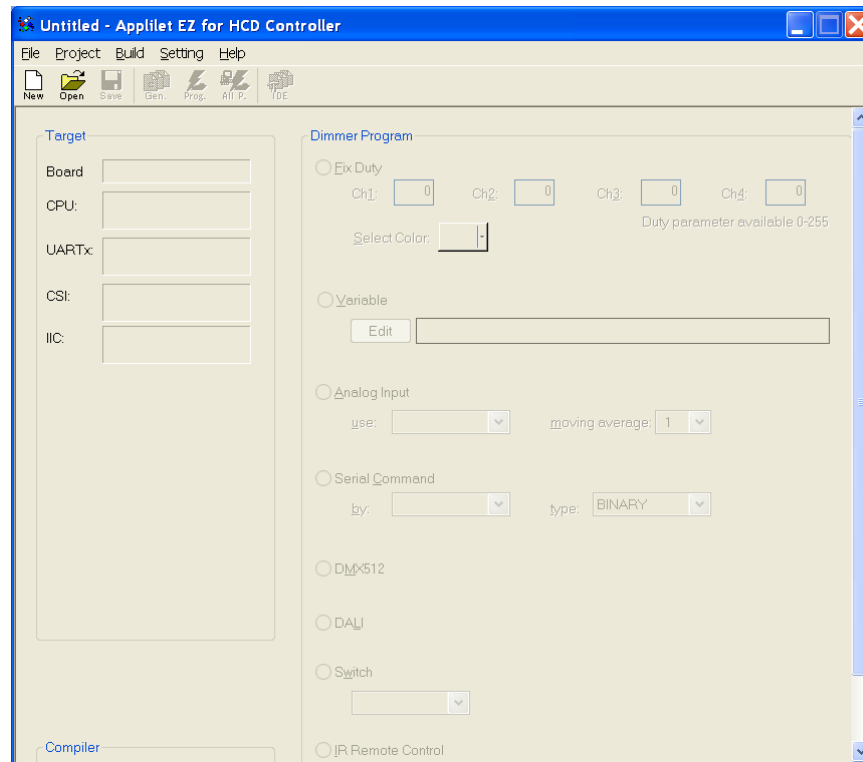 Untitled - Applilet EZ for HCD Controller
File Project Build Setting Help
New Open Save Gen. Prog. All P. IDE
Target
Board
CPU:
UARTx:
CSI:
IIC:
Compiler
Dimmer Program
Fix Duty
Ch1: 0 Ch2: 0 Ch3: 0 Ch4: 0
Duty parameter available 0-255
Select Color:
Variable
Edit
Analog Input
use: moving average: 1
Serial Command
by: type: BINARY
DMX512
DALI
Switch
IR Remote Control